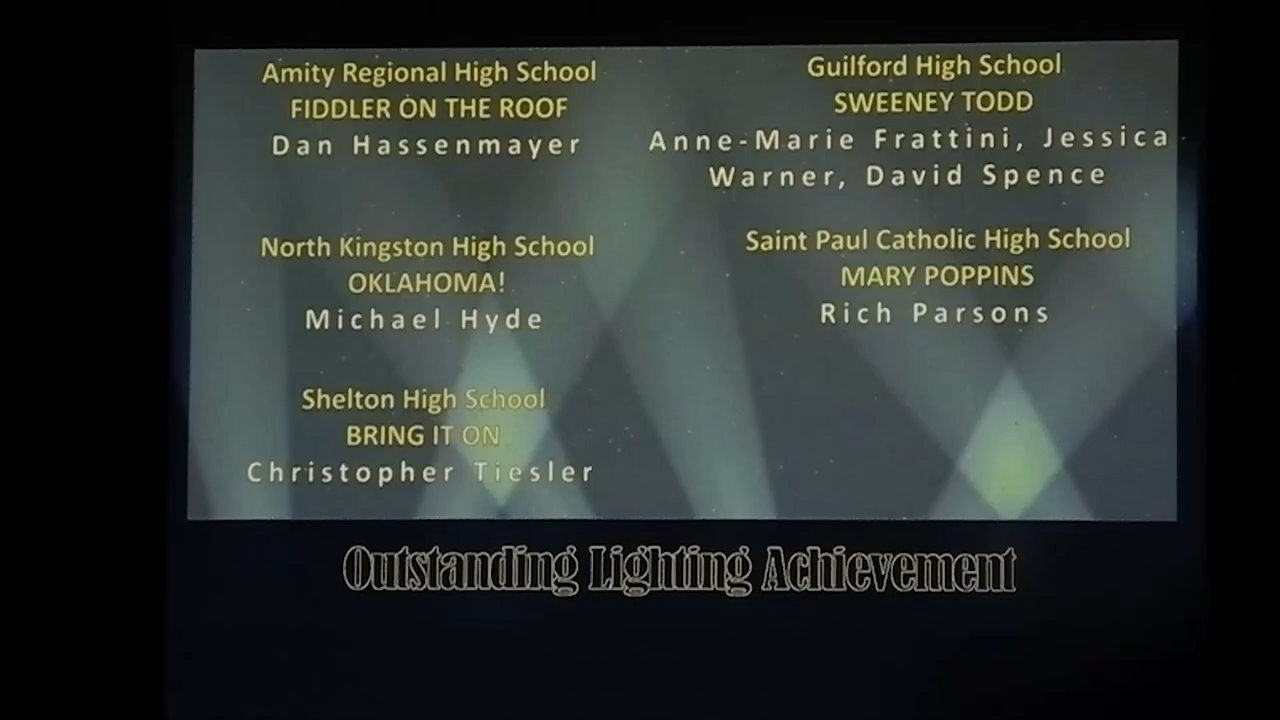 Amity Regional High School
FIDDLER ON THE ROOF
Dan Hassenmayer
Guilford High School
SWEENEY TODD
Anne-Marie Frattini, Jessica
Warner, David Spence
North Kingston High School
OKLAHOMA!
Michael Hyde
Saint Paul Catholic High School
MARY POPPINS
Rich Parsons
Shelton High School
BRING IT ON
Christopher Tiesler
Outstanding Lighting Achievement